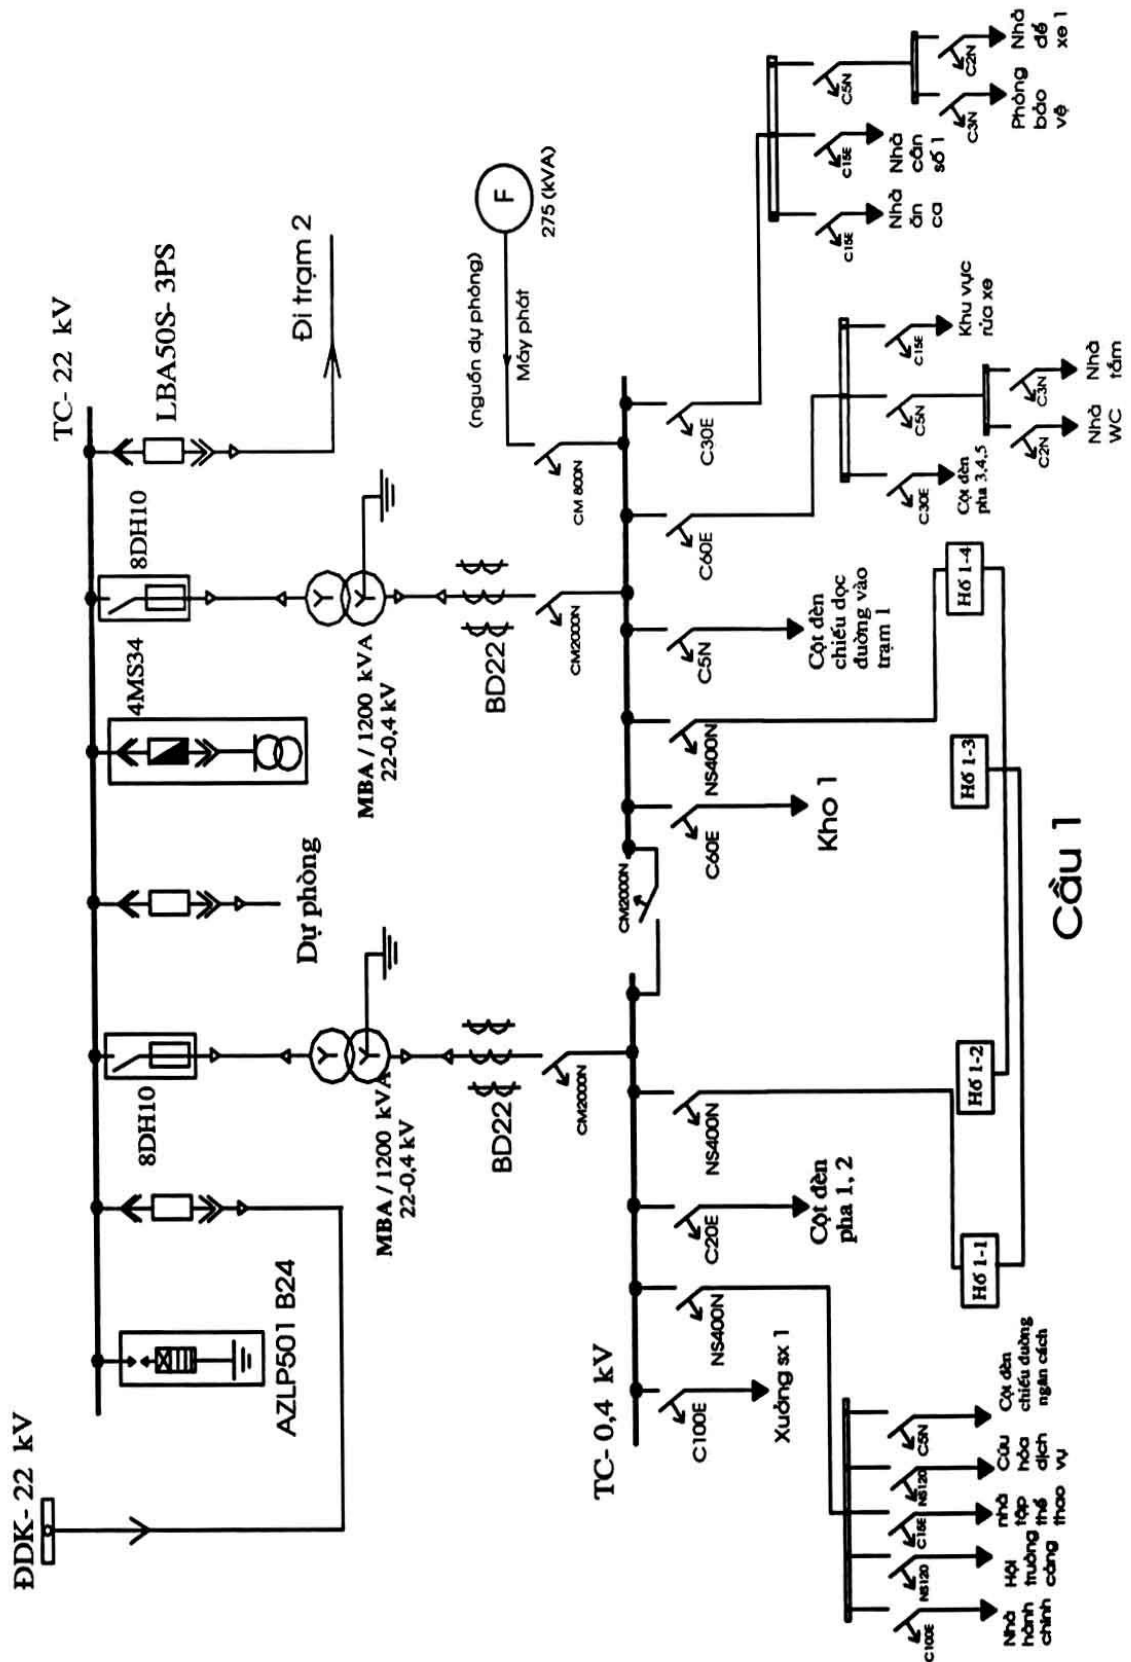 ĐDK- 22 kV
TC- 22 kV
8DH10
4MS34
8DH10
LBA50S- 3PS
AZLP501 B24
Dự phòng
Đi trạm 2
MBA / 1200 kVA
22-0,4 kV
MBA / 1200 kVA
22-0,4 kV
BD22
BD22
(nguồn dự phòng)
Máy phát
F
275 (kVA)
CM2000N
CM2000N
CM 800N
TC- 0,4 kV
CM2000N
C100E
NS400N
C20E
NS400N
C60E
NS400N
C5N
C60E
C30E
Xưởng sx 1
Cột đèn
pha 1, 2
Kho 1
Cột đèn
chiếu dọc
đường vào
trạm 1
C15E
C15E
C5N
Nhà
ăn
ca
Nhà
cân
số 1
C3N
C2N
Phòng
bảo
vệ
Nhà
để
xe 1
C30E
C5N
C15E
Cột đèn
pha 3,4,5
Khu vực
rửa xe
C2N
C3N
Nhà
WC
Nhà
tắm
C100E
NS120
C15E
NS120
C5N
Nhà
hành
chính
Hội
trường
cảng
nhà
tập
thể
thao
Cứu
hỏa
dịch
vụ
Cột đèn
chiếu đường
ngăn cách
Hố 1-1
Hố 1-2
Hố 1-3
Hố 1-4
Cầu 1